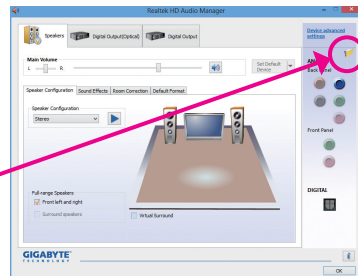 Realtek HD Audio Manager
Speakers
Digital Output(Optical)
Digital Output
Device advanced
settings
Main Volume
L
R
Set Default
Device
ANA
Back Panel
Speaker Configuration
Sound Effects
Room Correction
Default Format
Speaker Configuration
Stereo
Front Panel
Full-range Speakers
Front left and right
Surround speakers
Virtual Surround
DIGITAL
GIGABYTE™
TECHNOLOGY
OK